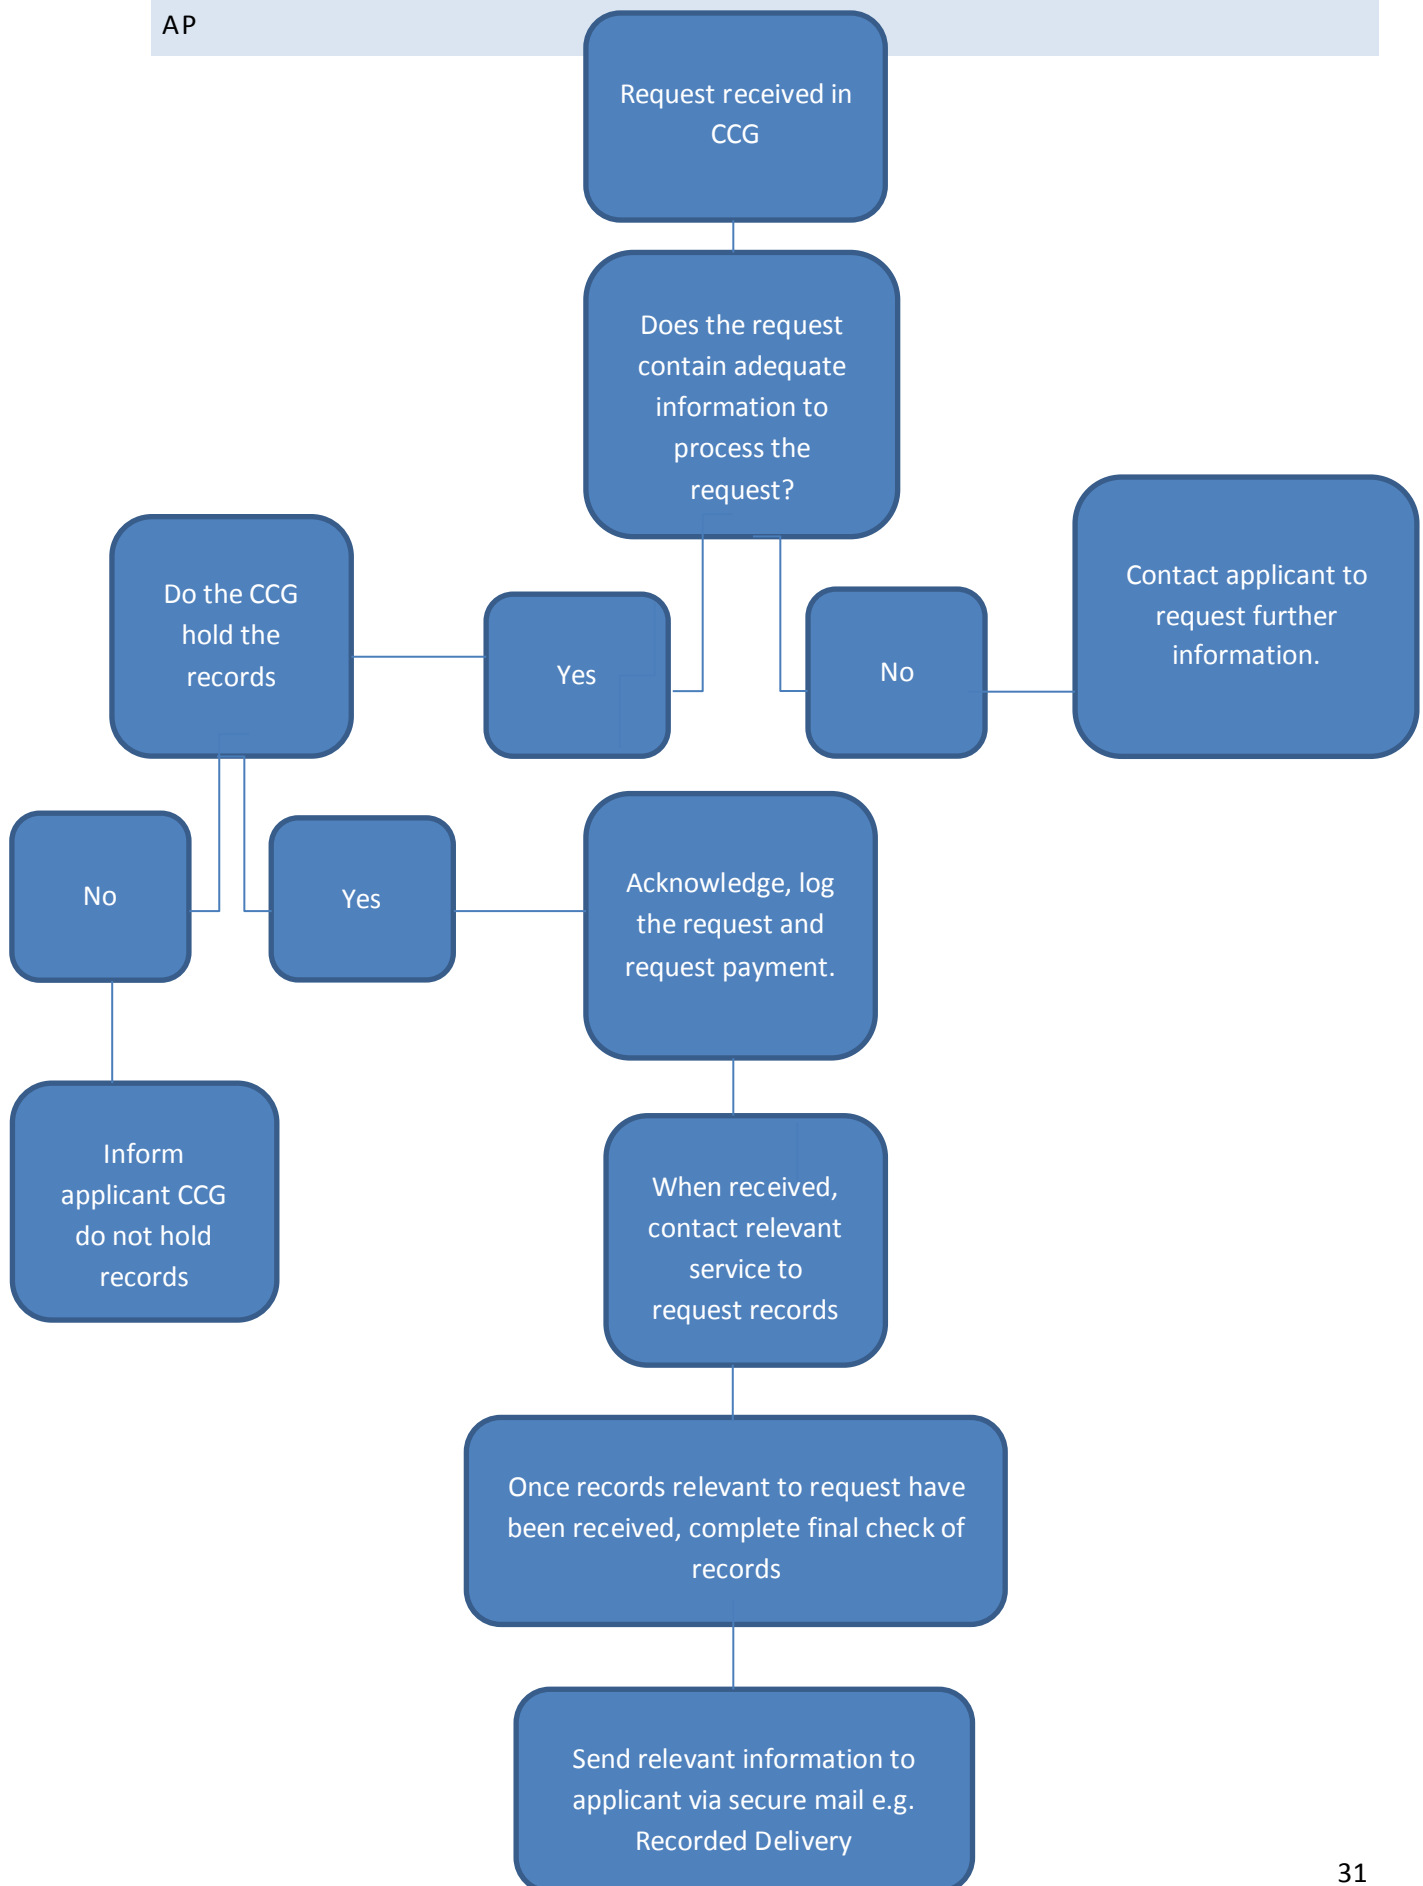 AP
Request received in
CCG
Does the request
contain adequate
information to
process the
request?
Do the CCG
hold the
records
Yes
No
Contact applicant to
request further
information.
No
Yes
Acknowledge, log
the request and
request payment.
Inform
applicant CCG
do not hold
records
When received,
contact relevant
service to
request records
Once records relevant to request have
been received, complete final check of
records
Send relevant information to
applicant via secure mail e.g.
Recorded Delivery
31